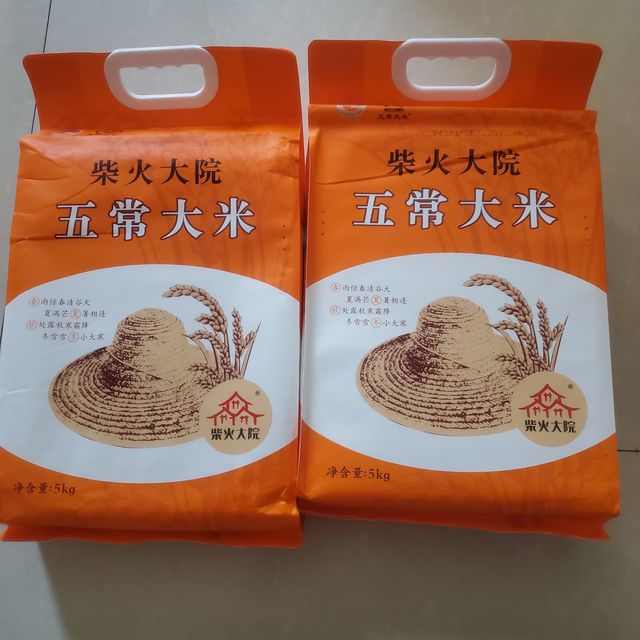 柴火大院
五常大米
春雨惊春清谷天
夏满芒夏暑相连
秋处露秋寒霜降
冬雪雪冬小大寒
®
柴火大院
净含量:5kg
五常大米
柴火大院
五常大米
春雨惊春清谷天
夏满芒夏暑相连
秋处露秋寒霜降
冬雪雪冬小大寒
®
柴火大院
净含量:5kg